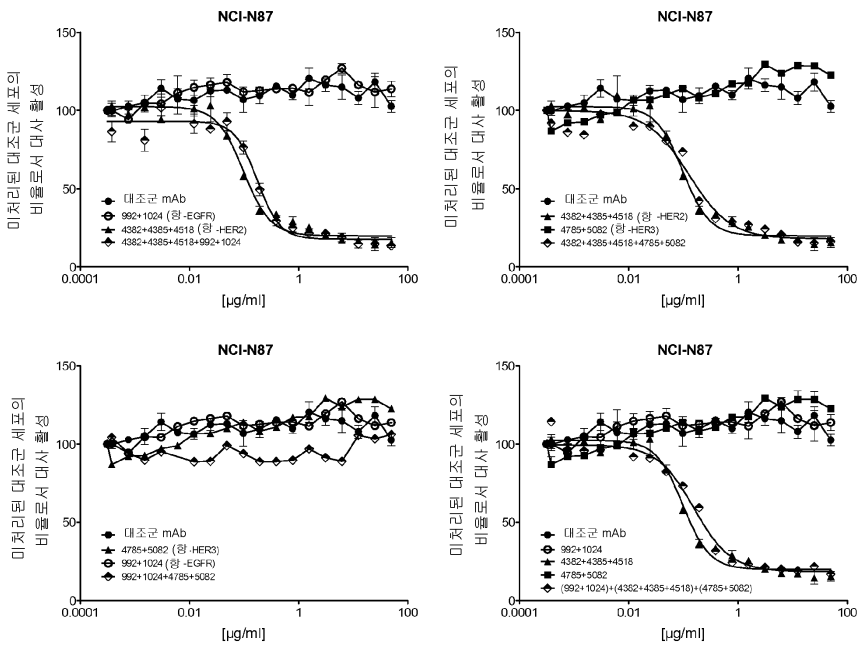 NCI-N87
미처리된 대조군 세포의
비율로서 대사 활성
150
100
50
0
대조군 mAb
992+1024 (항-EGFR)
4382+4385+4518 (항 -HER2)
4382+4385+4518+992+1024
0.0001
0.01
1
100
[µg/ml]
NCI-N87
미처리된 대조군 세포의
비율로서 대사 활성
150
100
50
0
대조군 mAb
4382+4385+4518 (항 -HER2)
4785+5082 (항 -HER3)
4382+4385+4518+4785+5082
0.0001
0.01
1
100
[µg/ml]
NCI-N87
미처리된 대조군 세포의
비율로서 대사 활성
150
100
50
0
대조군 mAb
4785+5082 (항 -HER3)
992+1024 (항 -EGFR)
992+1024+4785+5082
0.0001
0.01
1
100
[µg/ml]
NCI-N87
미처리된 대조군 세포의
비율로서 대사 활성
150
100
50
0
대조군 mAb
992+1024
4382+4385+4518
4785+5082
(992+1024)+(4382+4385+4518)+(4785+5082)
0.0001
0.01
1
100
[µg/ml]